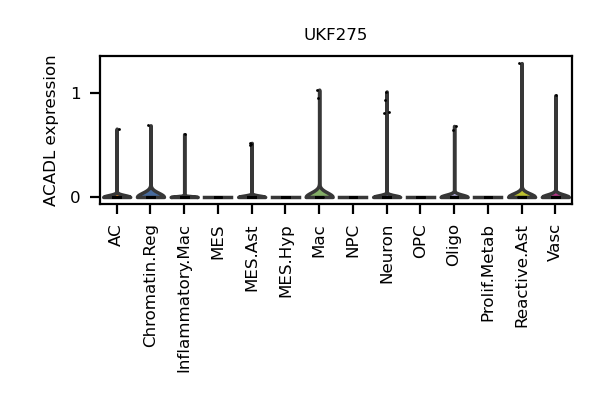 UKF275
ACADL expression
1
0
AC
Chromatin.Reg
Inflammatory.Mac
MES
MES.Ast
MES.Hyp
Mac
NPC
Neuron
OPC
Oligo
Prolif.Metab
Reactive.Ast
Vasc